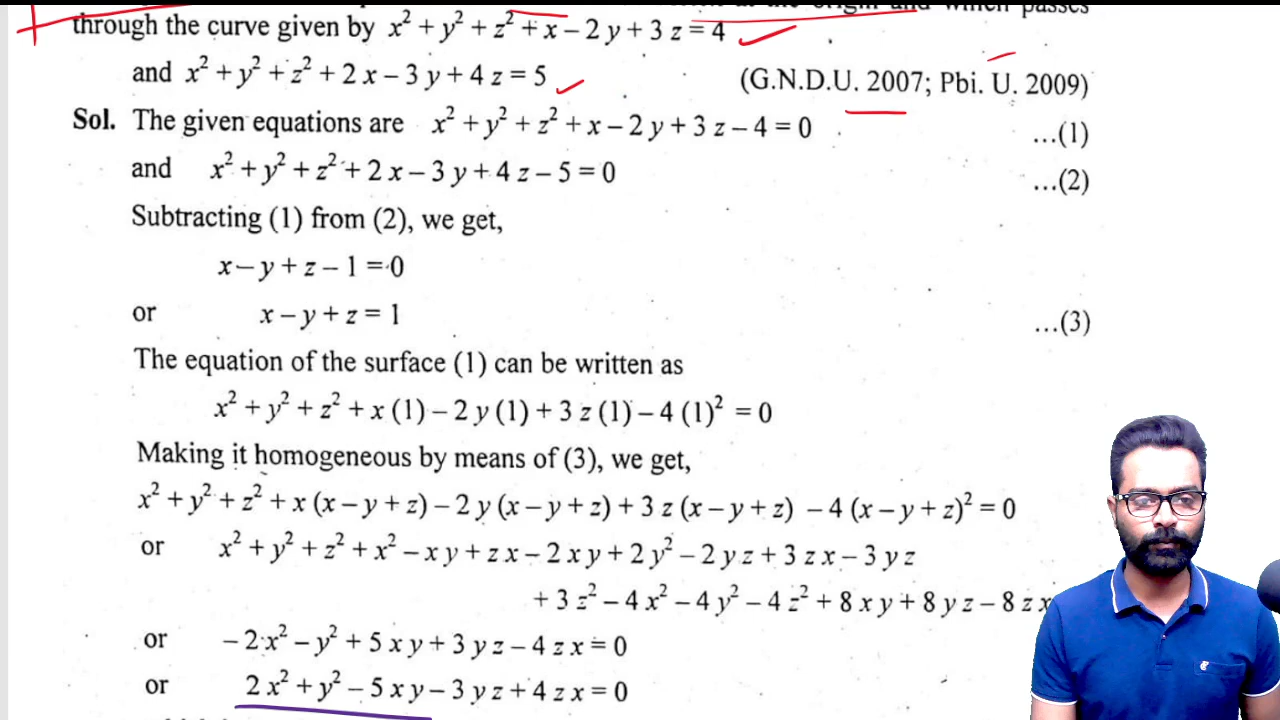 through the curve given by x² + y² + z² + x – 2 y + 3 z = 4
and x² + y² + z² + 2 x – 3 y + 4 z = 5 (G.N.D.U. 2007; Pbi. U. 2009)
Sol. The given equations are x² + y² + z² + x – 2 y + 3 z – 4 = 0 ...(1)
and x² + y² + z² + 2 x – 3 y + 4 z – 5 = 0 ...(2)
Subtracting (1) from (2), we get,
x – y + z – 1 = 0
or x – y + z = 1 ...(3)
The equation of the surface (1) can be written as
x² + y² + z² + x (1) – 2 y (1) + 3 z (1) – 4 (1)² = 0
Making it homogeneous by means of (3), we get,
x² + y² + z² + x (x – y + z) – 2 y (x – y + z) + 3 z (x – y + z) – 4 (x – y + z)² = 0
or x² + y² + z² + x² – x y + z x – 2 x y + 2 y² – 2 y z + 3 z x – 3 y z
+ 3 z² – 4 x² – 4 y² – 4 z² + 8 x y + 8 y z – 8 z x
or – 2 x² – y² + 5 x y + 3 y z – 4 z x = 0
or 2 x² + y² – 5 x y – 3 y z + 4 z x = 0